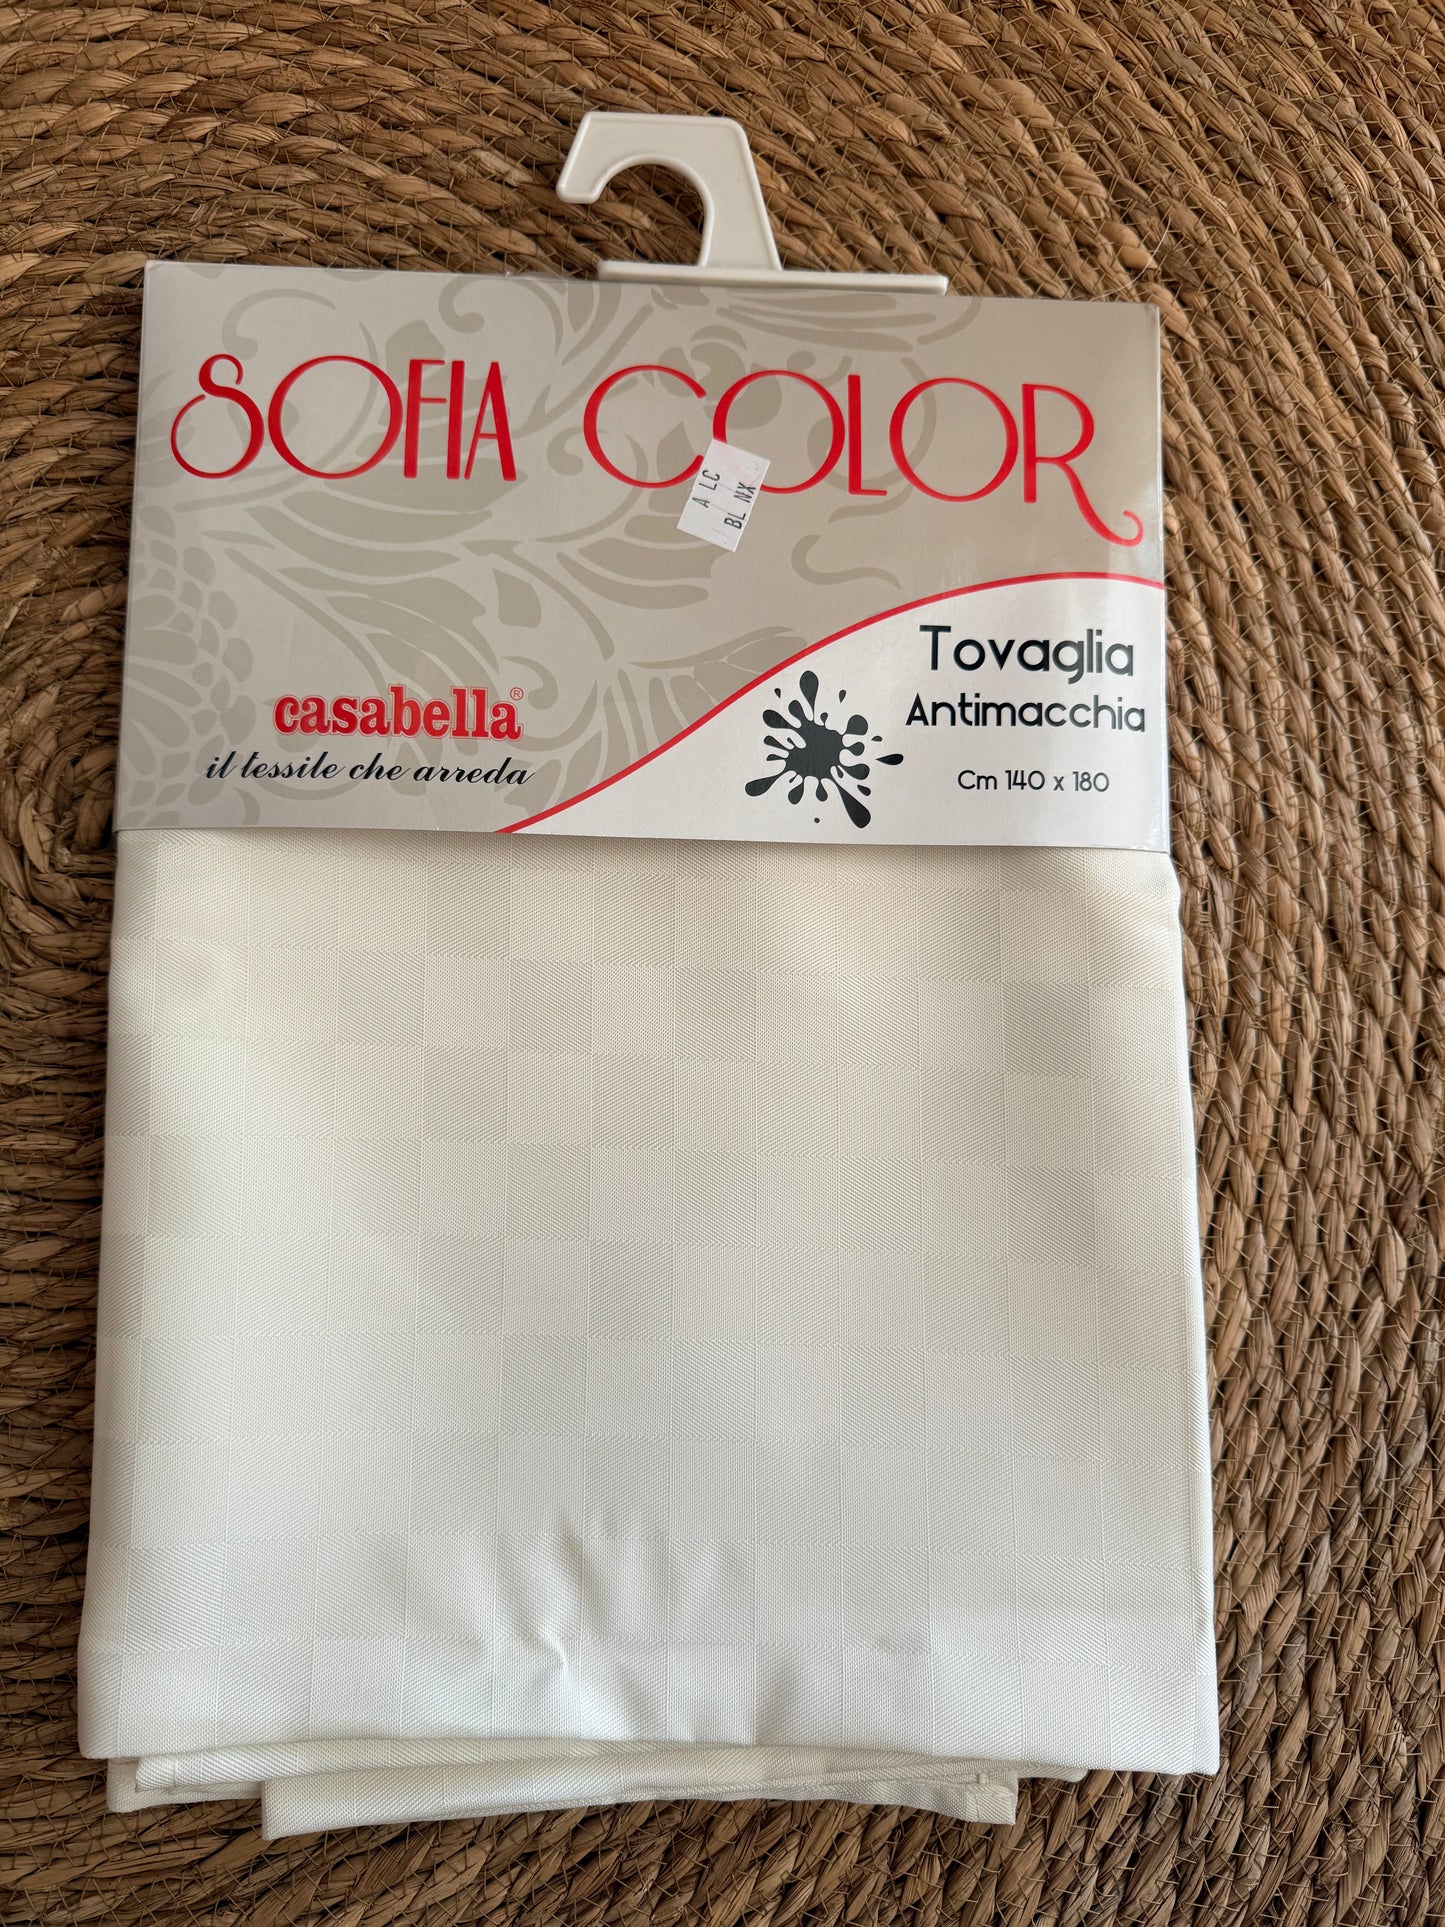 SOFIA COLOR
A LC
BL NX
Tovaglia
Antimacchia
Cm 140 x 180
casabella®
il tessile che arreda